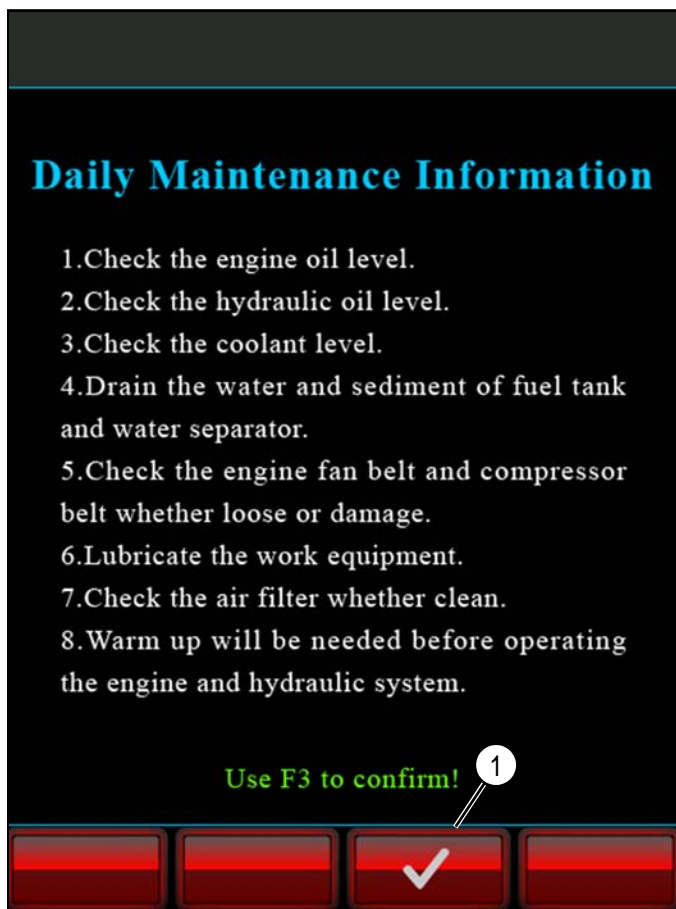 Daily Maintenance Information
1.Check the engine oil level.
2.Check the hydraulic oil level.
3.Check the coolant level.
4.Drain the water and sediment of fuel tank
and water separator.
5.Check the engine fan belt and compressor
belt whether loose or damage.
6.Lubricate the work equipment.
7.Check the air filter whether clean.
8.Warm up will be needed before operating
the engine and hydraulic system.
Use F3 to confirm!
1